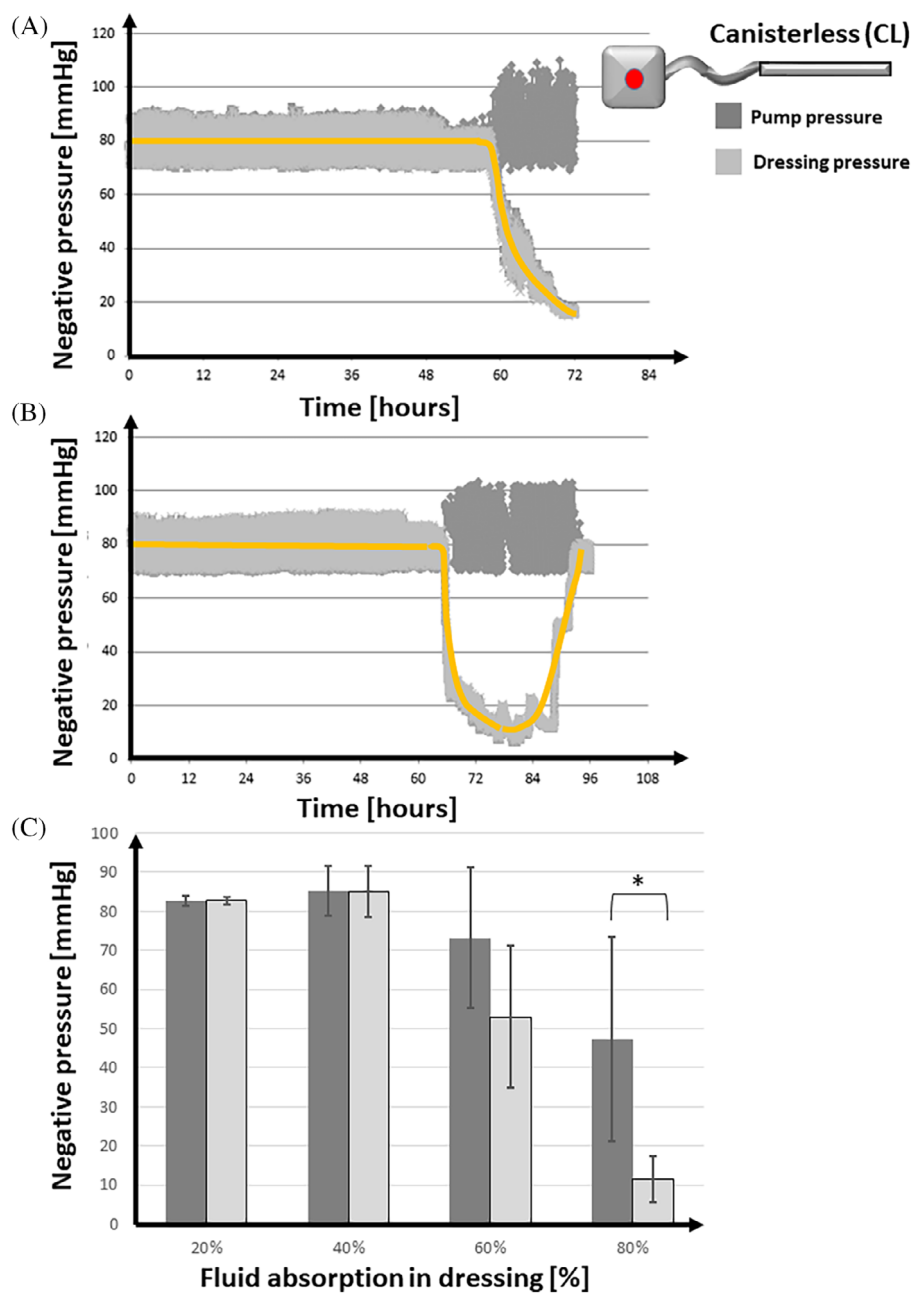 (A)
Canisterless (CL)
Pump pressure
Dressing pressure
Negative pressure [mmHg]
120
100
80
60
40
20
0
0 12 24 36 48 60 72 84
Time [hours]
(B)
Negative pressure [mmHg]
120
100
80
60
40
20
0
0 12 24 36 48 60 72 84 96 108
Time [hours]
(C)
Negative pressure [mmHg]
100
90
80
70
60
50
40
30
20
10
0
*
20% 40% 60% 80%
Fluid absorption in dressing [%]